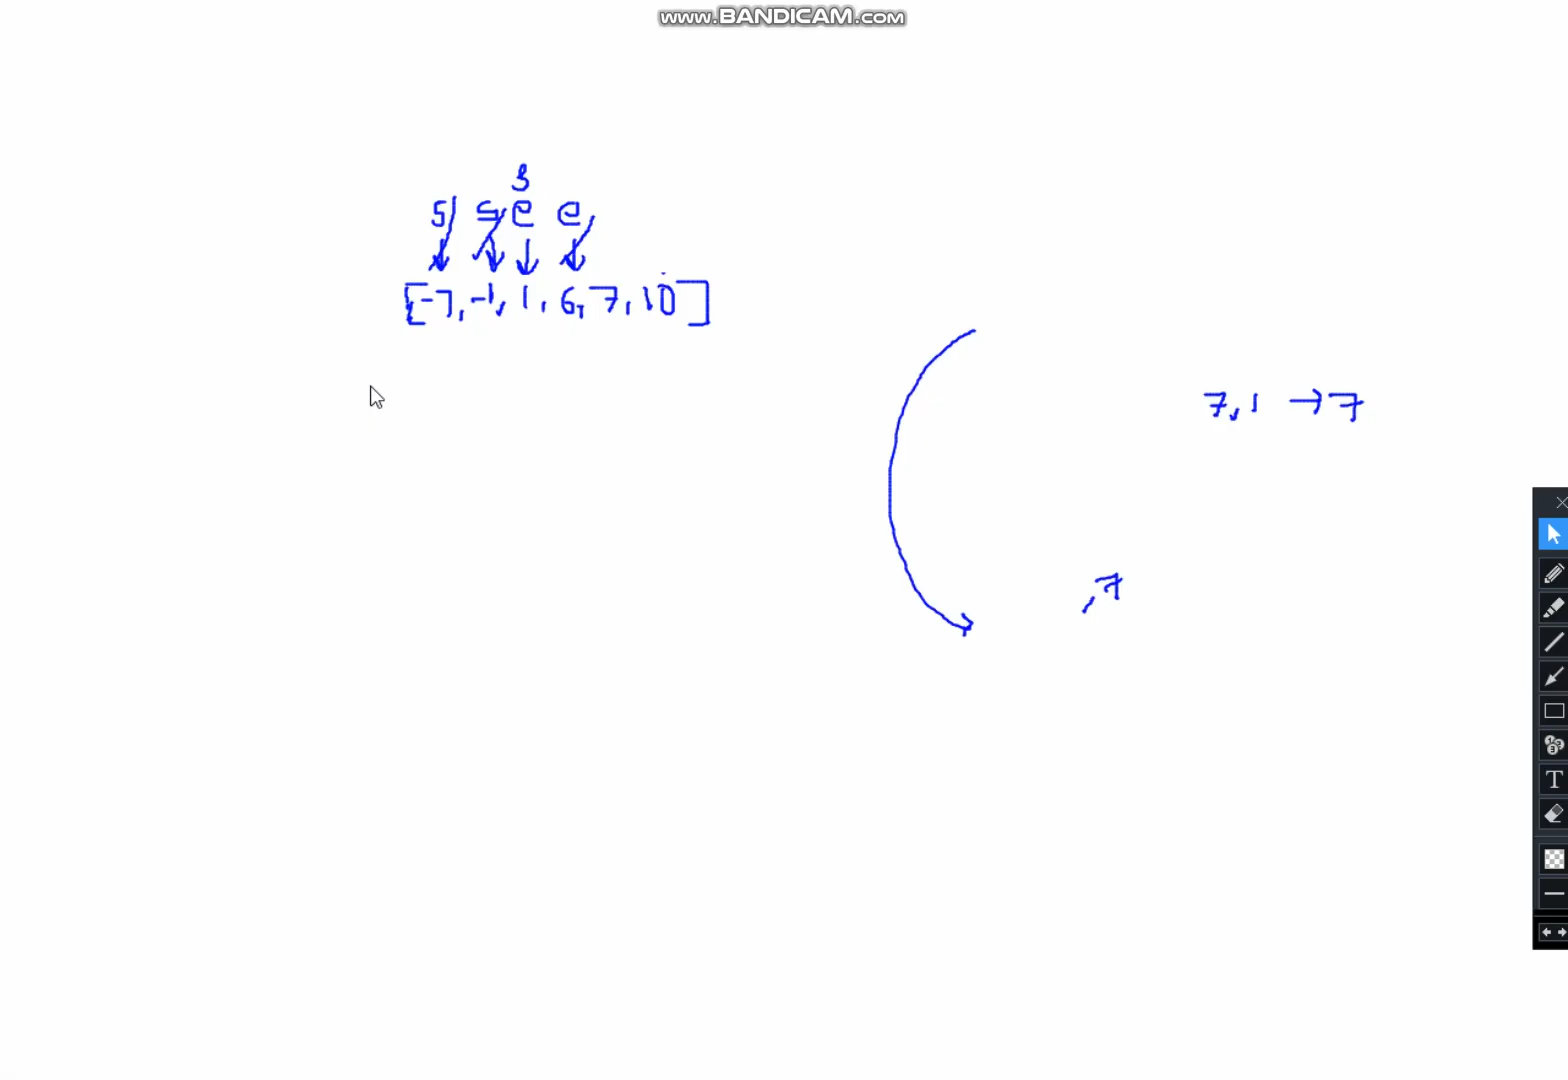 www.BANDICAM.com
s
s s e e
[-7, -1, 1, 6, 7, 10]
7, 1 → 7
, 7
T